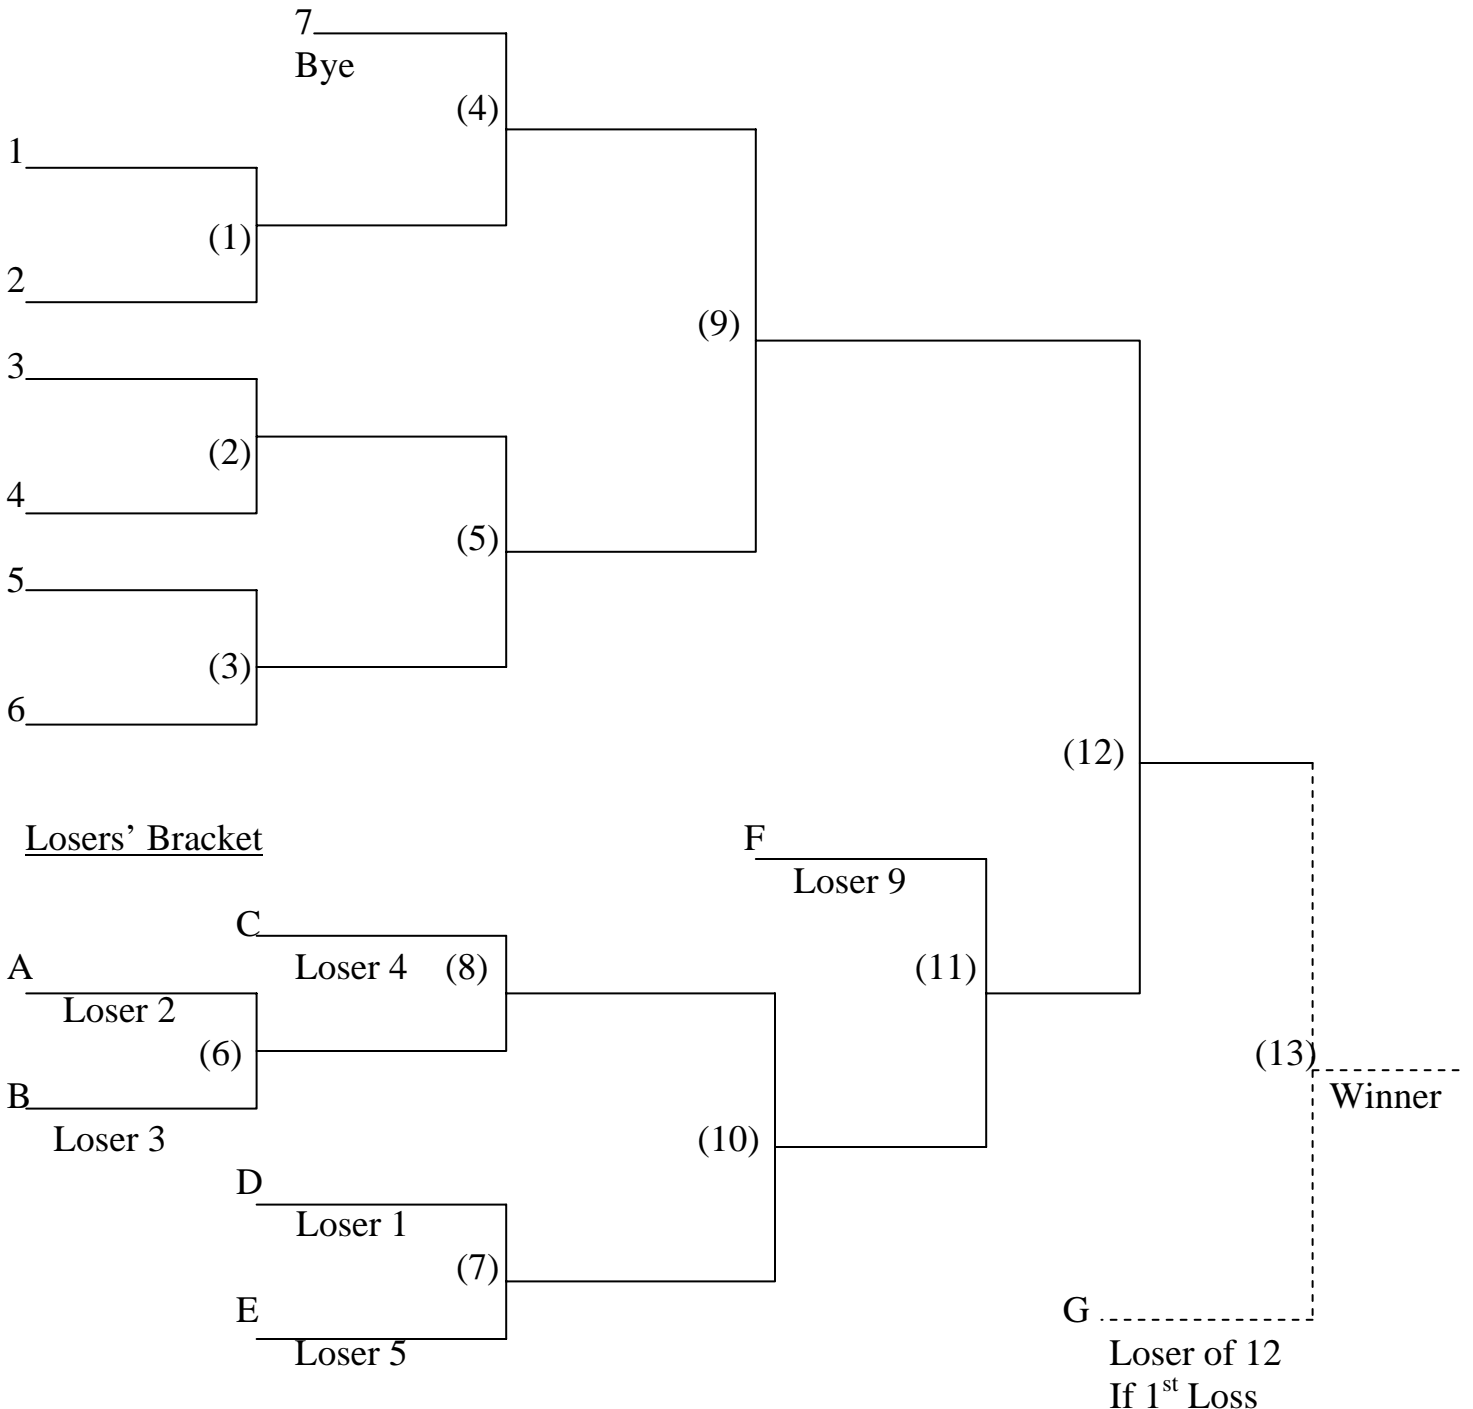 7
Bye
(4)
1
(1)
2
(9)
3
(2)
4
(5)
5
(3)
6
(12)
Losers’ Bracket
F
Loser 9
C
A
Loser 4 (8)
(11)
Loser 2
(6)
(13)
B
Winner
Loser 3
(10)
D
Loser 1
(7)
E
G
Loser 5
Loser of 12
If 1st Loss